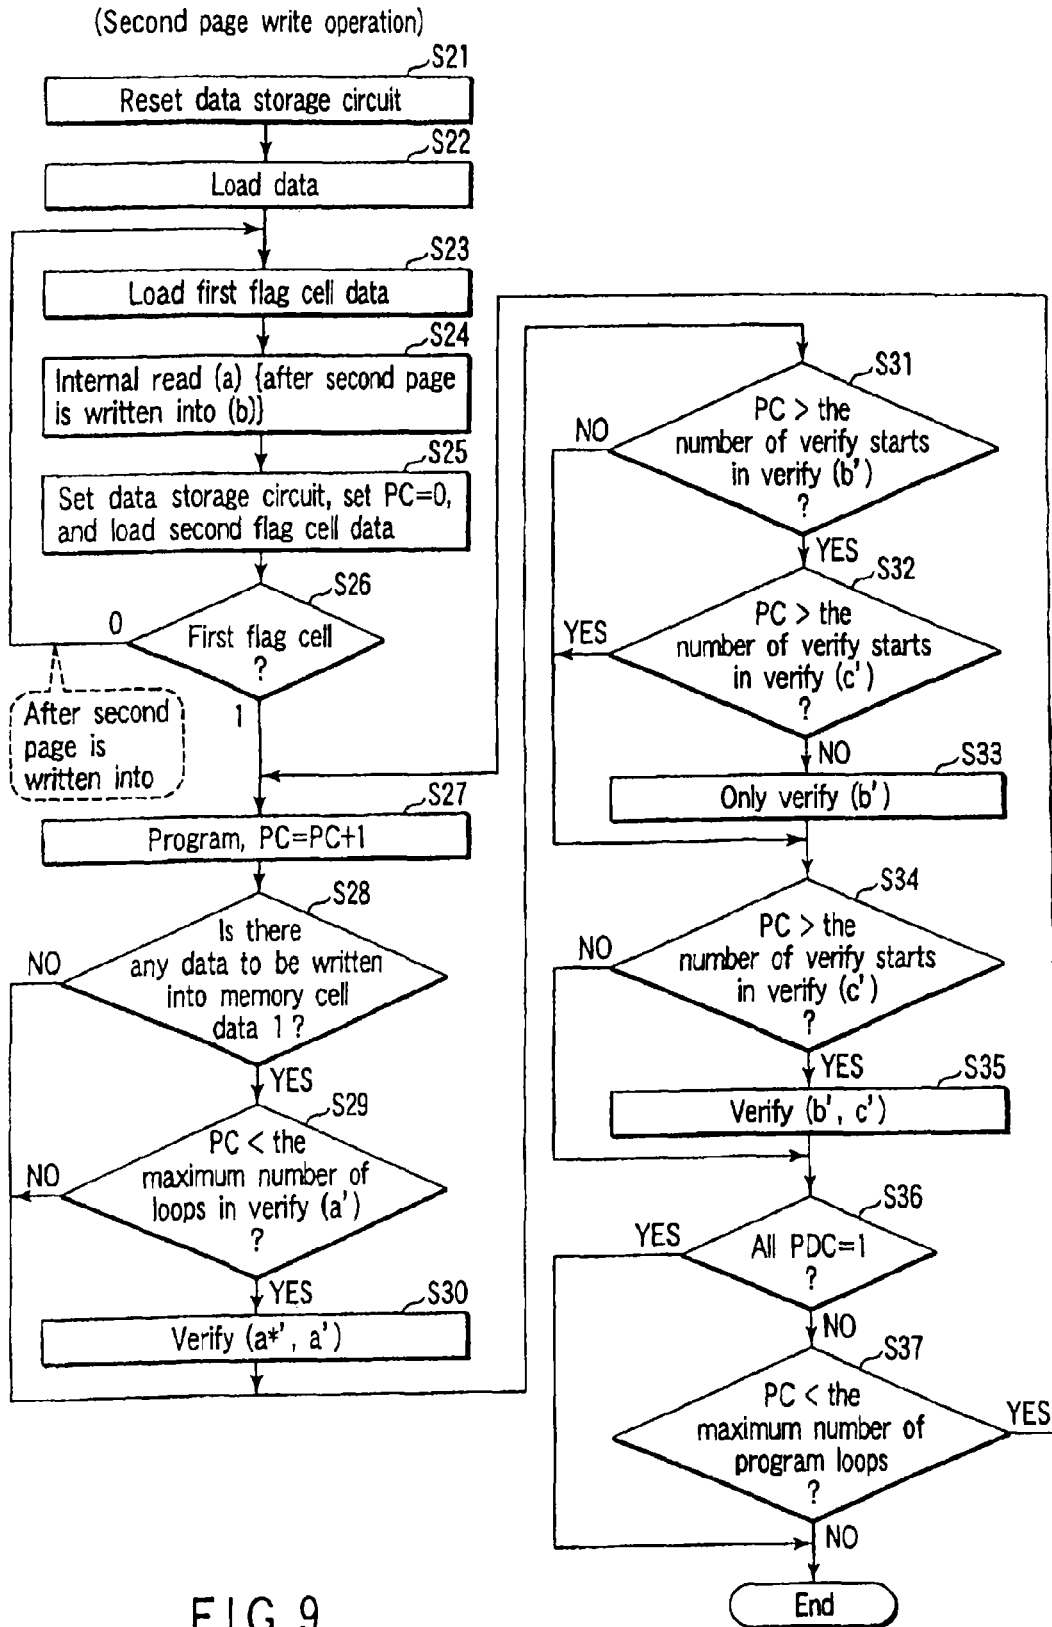 (Second page write operation)
S21
Reset data storage circuit
S22
Load data
S23
Load first flag cell data
S24
Internal read (a) {after second page
is written into (b)}
S25
Set data storage circuit, set PC=0,
and load second flag cell data
S26
0
First flag cell
?
1
After second
page is
written into
S27
Program, PC=PC+1
S28
Is there
any data to be written
into memory cell
data 1 ?
NO
YES
S29
PC < the
maximum number of
loops in verify (a')
?
NO
YES
S30
Verify (a*', a')
S31
PC > the
number of verify starts
in verify (b')
?
NO
YES
S32
PC > the
number of verify starts
in verify (c')
?
YES
NO
S33
Only verify (b')
S34
PC > the
number of verify starts
in verify (c')
?
NO
YES
S35
Verify (b', c')
S36
All PDC=1
?
YES
NO
S37
PC < the
maximum number of
program loops
?
YES
NO
End
FIG. 9